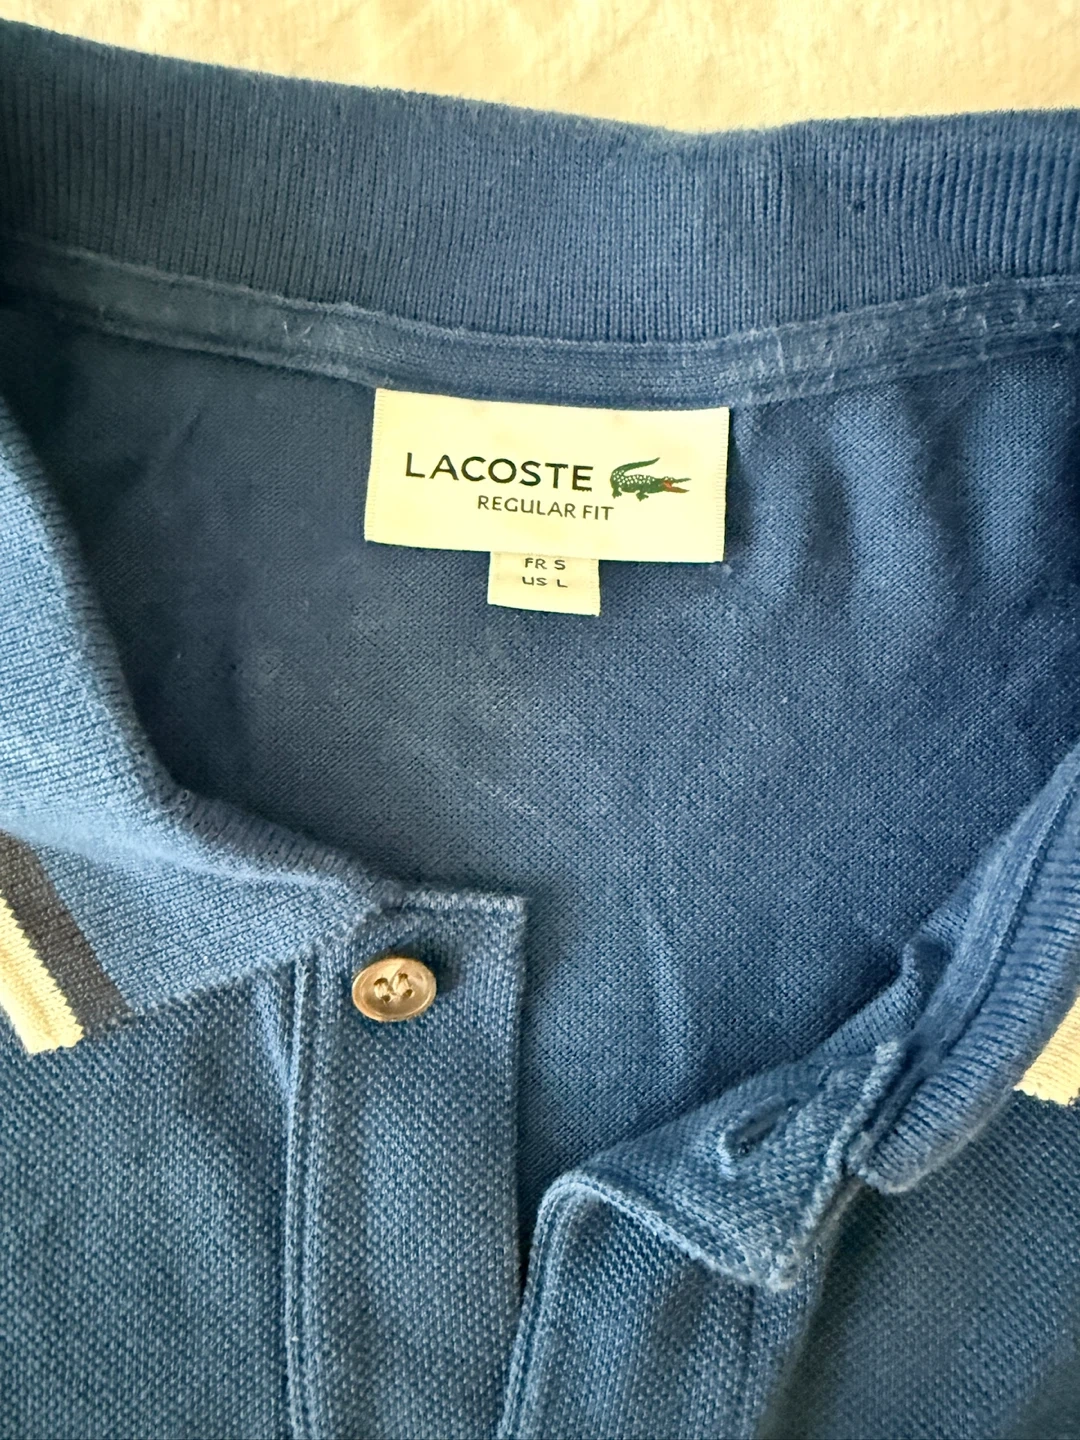 LACOSTE
REGULAR FIT
FR S
US L